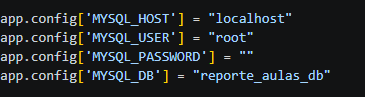 app.config['MYSQL_HOST'] = "localhost"
app.config['MYSQL_USER'] = "root"
app.config['MYSQL_PASSWORD'] = ""
app.config['MYSQL_DB'] = "reporte_aulas_db"